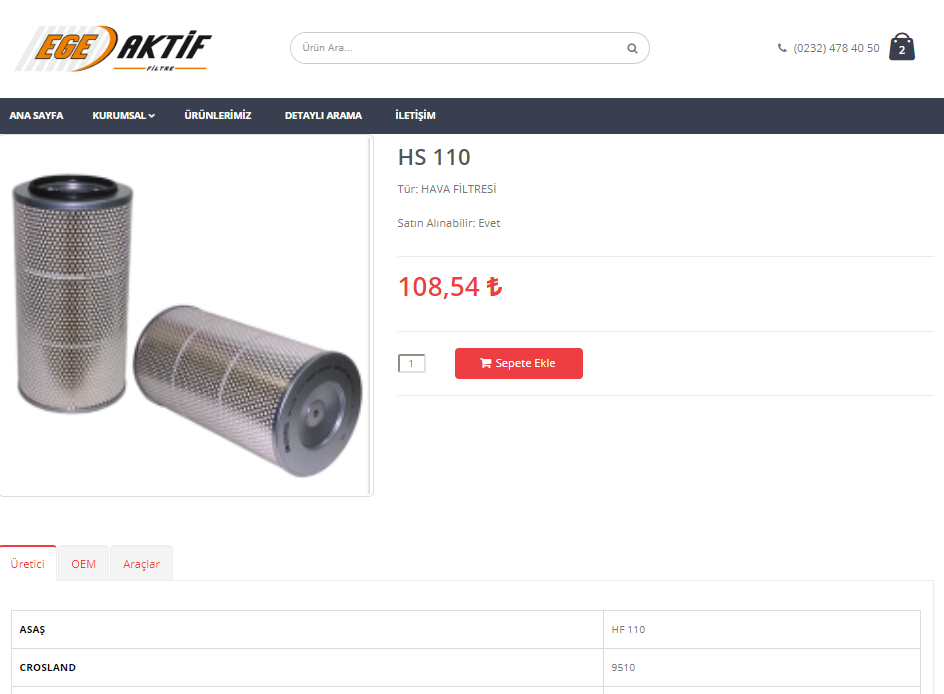 EGE AKTİF
FİLTRE
Ürün Ara...
(0232) 478 40 50
2
ANA SAYFA
KURUMSAL
ÜRÜNLERİMİZ
DETAYLI ARAMA
İLETİŞİM
HS 110
Tür: HAVA FİLTRESİ
Satın Alınabilir: Evet
108,54 ₺
1
Sepete Ekle
Üretici
OEM
Araçlar
ASAŞ
HF 110
CROSLAND
9510